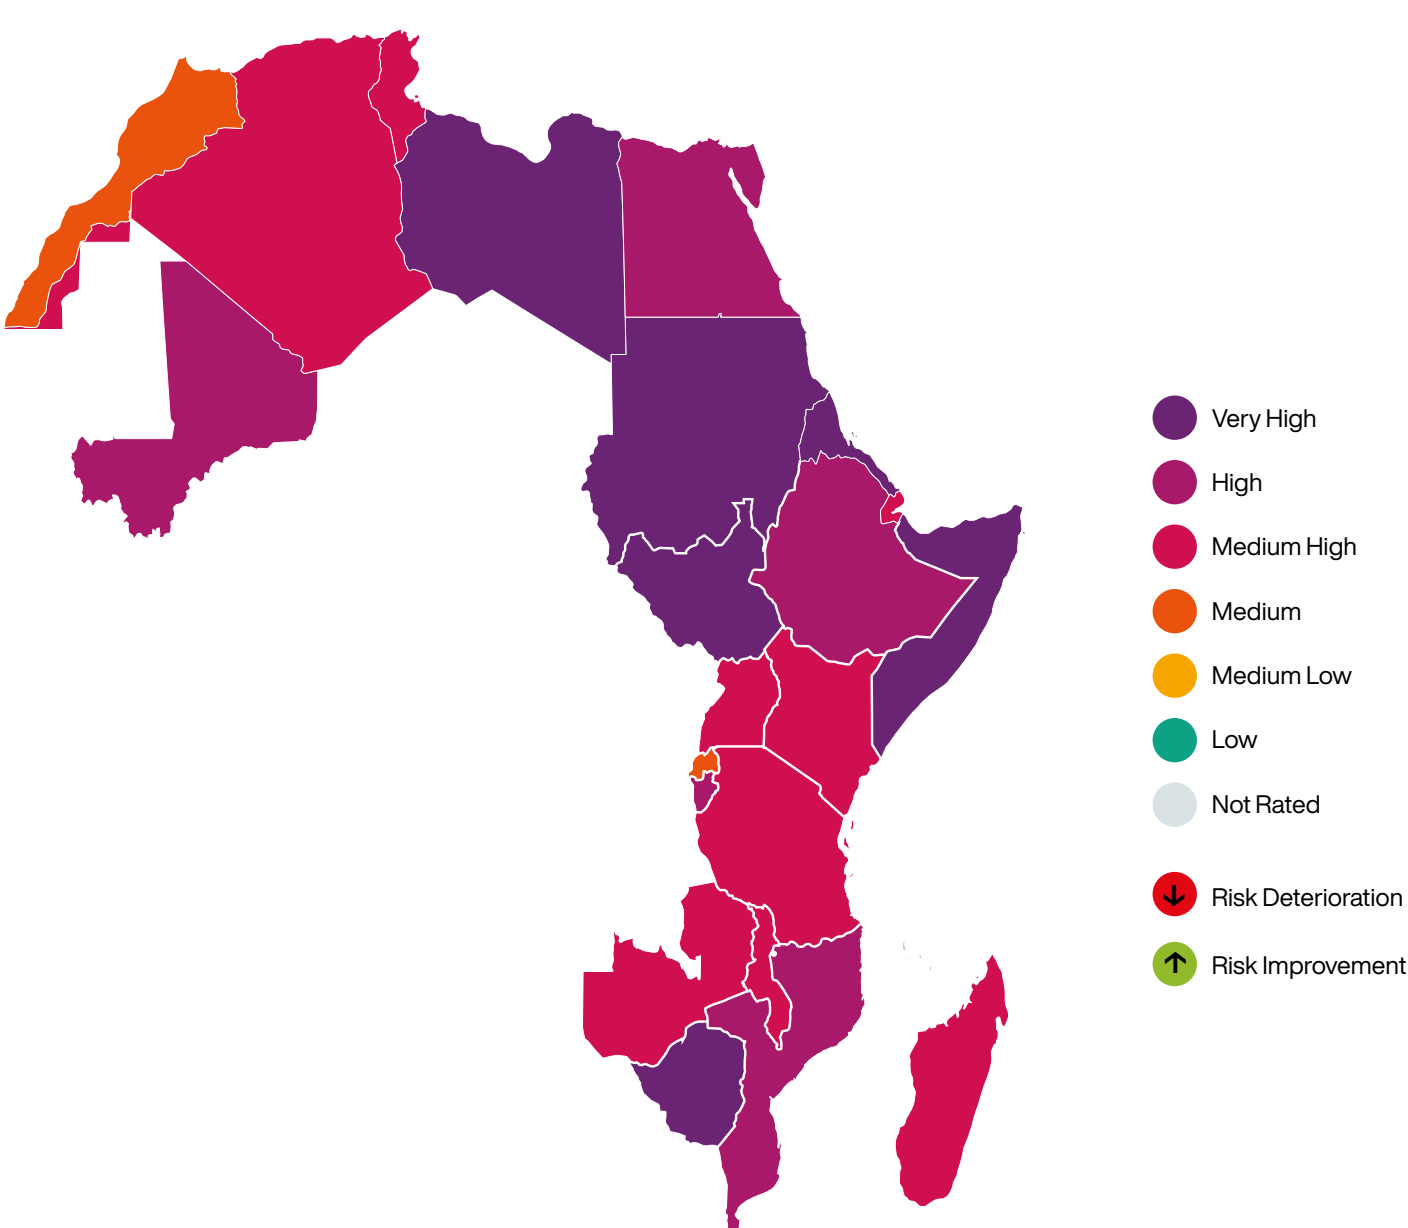 Very High
High
Medium High
Medium
Medium Low
Low
Not Rated
Risk Deterioration
Risk Improvement